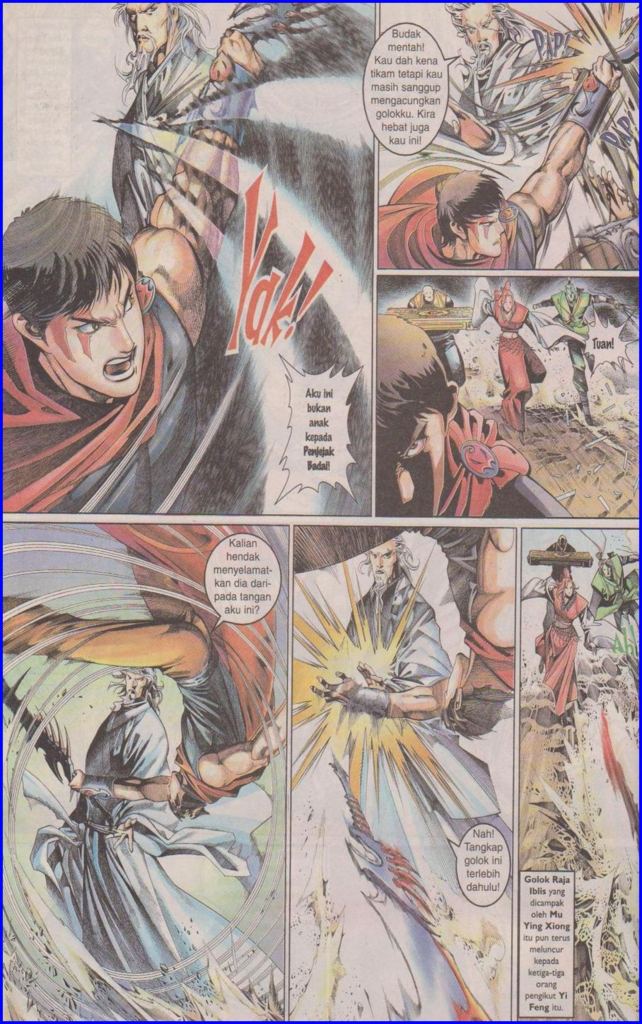 Yak!
Aku ini
bukan
anak
kepada
Penjejak
Badai!
Budak
mentah!
Kau dah kena
tikam tetapi kau
masih sanggup
mengacungkan
golokku. Kira
hebat juga
kau ini!
PAP!
PAP!
Tuan!
Kalian
hendak
menyelamat-
kan dia dari-
pada tangan
aku ini?
Nah!
Tangkap
golok ini
terlebih
dahulu!
Ah!
Golok Raja
Iblis yang
dicampak
oleh Mu
Ying Xiong
itu pun terus
meluncur
kepada
ketiga-tiga
orang
pengikut Yi
Feng itu.